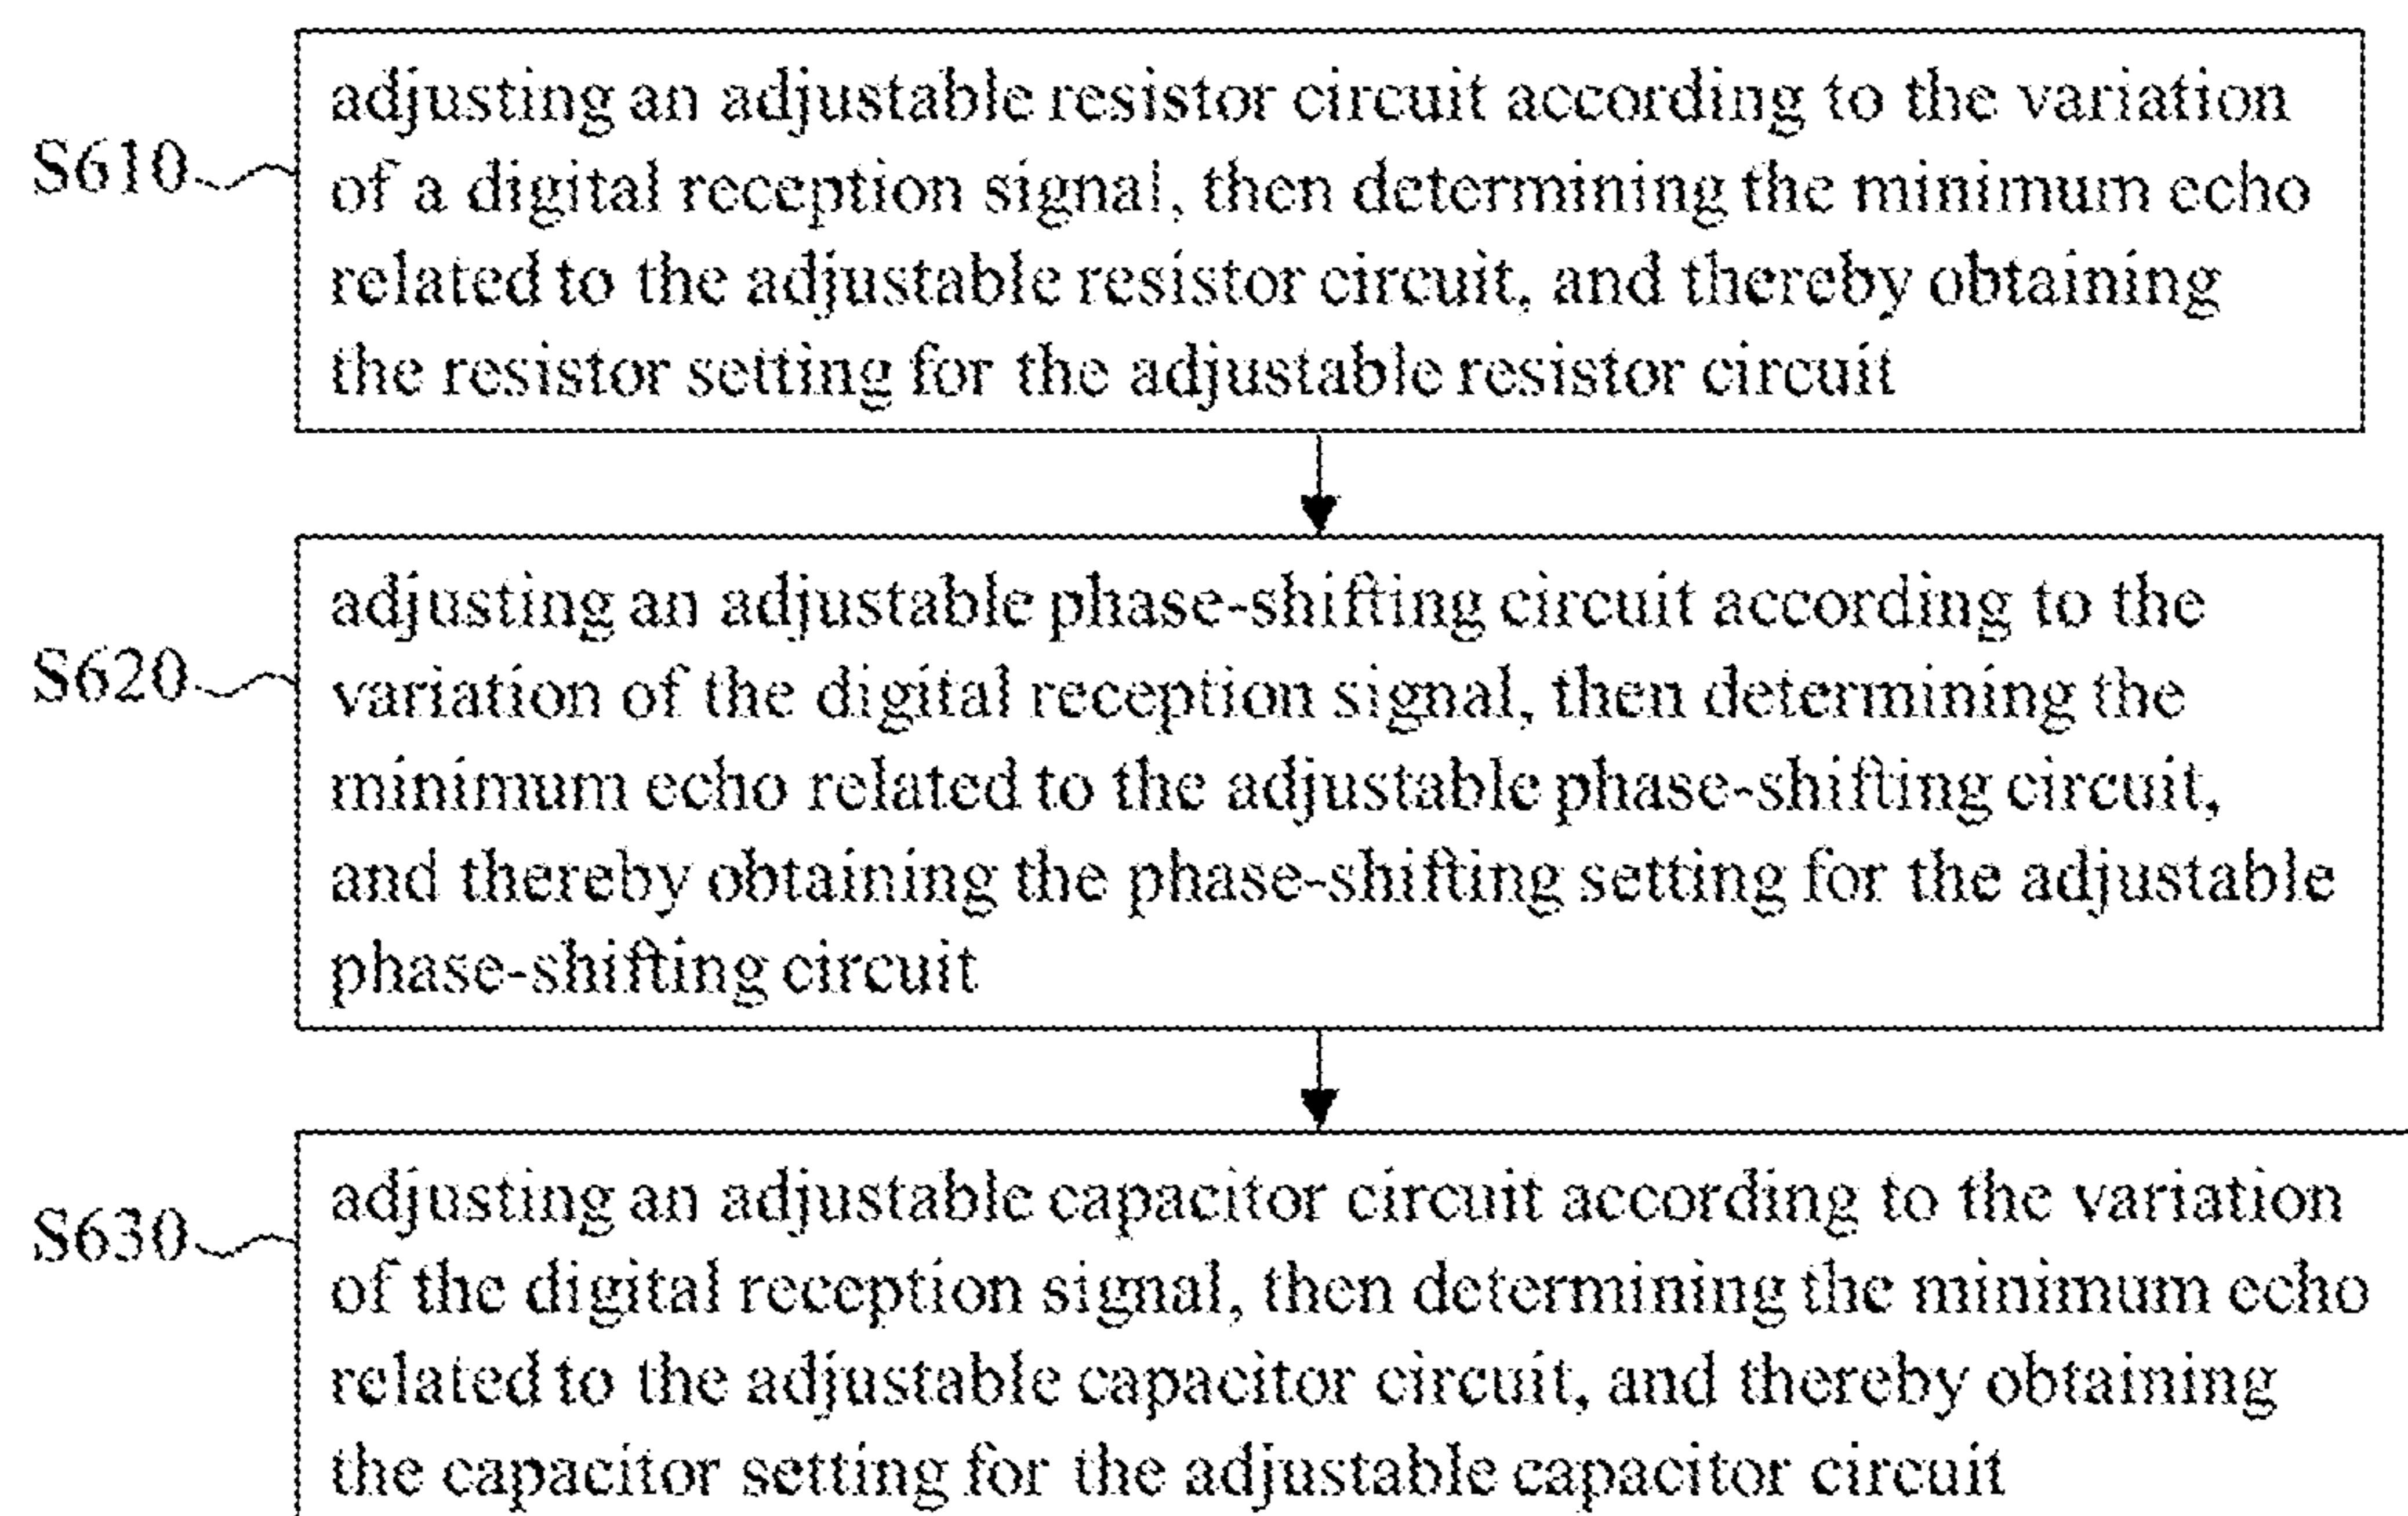 adjusting an adjustable resistor circuit according to the variation
S610
of a digital reception signal, then determining the minimum echo
related to the adjustable resistor circuit, and thereby obtaining
the resistor setting for the adjustable resistor circuit
adjusting an adjustable phase-shifting circuit according to the
S620
variation of the digital reception signal, then determining the
minimum echo related to the adjustable phase-shifting circuit,
and thereby obtaining the phase-shifting setting for the adjustable
phase-shifting circuit
adjusting an adjustable capacitor circuit according to the variation
S630
of the digital reception signal, then determining the minimum echo
related to the adjustable capacitor circuit, and thereby obtaining
the capacitor setting for the adjustable capacitor circuit